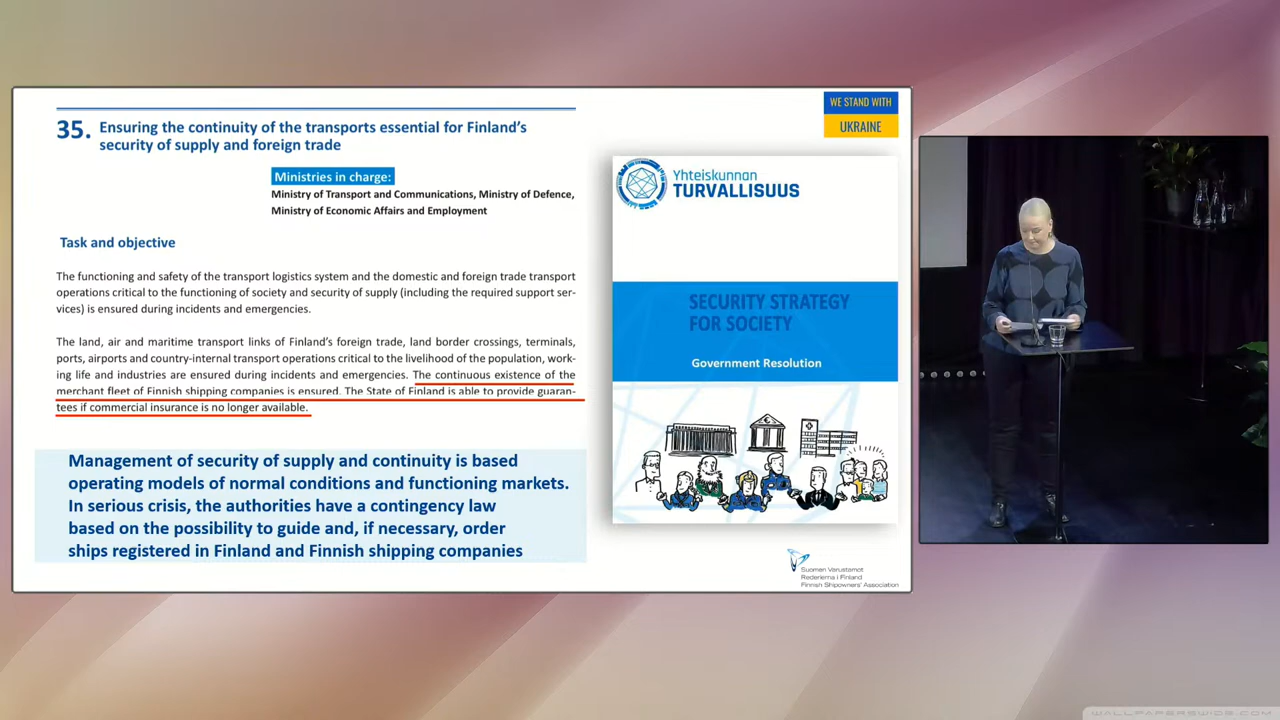 35. Ensuring the continuity of the transports essential for Finland's
security of supply and foreign trade
Ministries in charge:
Ministry of Transport and Communications, Ministry of Defence,
Ministry of Economic Affairs and Employment
Task and objective
The functioning and safety of the transport logistics system and the domestic and foreign trade transport
operations critical to the functioning of society and security of supply (including the required support ser-
vices) is ensured during incidents and emergencies.
The land, air and maritime transport links of Finland's foreign trade, land border crossings, terminals,
ports, airports and country-internal transport operations critical to the livelihood of the population, work-
ing life and industries are ensured during incidents and emergencies. The continuous existence of the
merchant fleet of Finnish shipping companies is ensured. The State of Finland is able to provide guaran-
tees if commercial insurance is no longer available.
Management of security of supply and continuity is based
operating models of normal conditions and functioning markets.
In serious crisis, the authorities have a contingency law
based on the possibility to guide and, if necessary, order
ships registered in Finland and Finnish shipping companies
WE STAND WITH
UKRAINE
Yhteiskunnan
TURVALLISUUS
SECURITY STRATEGY
FOR SOCIETY
Government Resolution
Suomen Varustamot
Rederierna i Finland
Finnish Shipowners' Association
WALLPAPERSWIDE.COM